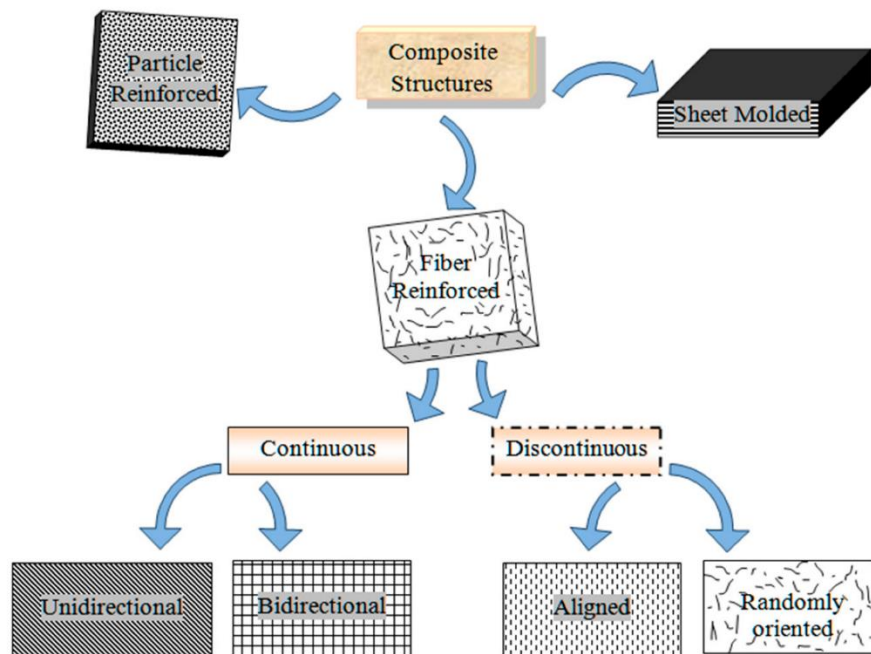 Particle
Reinforced
Composite
Structures
Sheet Molded
Fiber
Reinforced
Continuous
Discontinuous
Unidirectional
Bidirectional
Aligned
Randomly
oriented